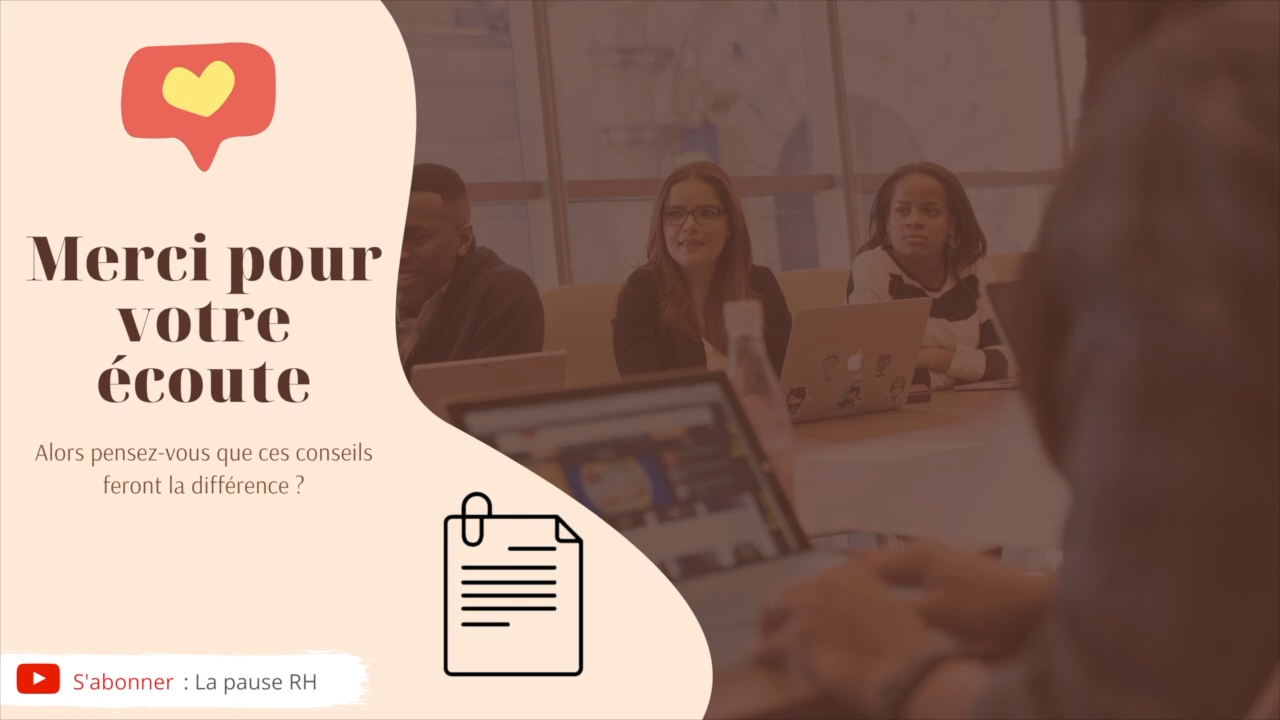 Merci pour
votre
écoute
Alors pensez-vous que ces conseils
feront la différence ?
S'abonner : La pause RH